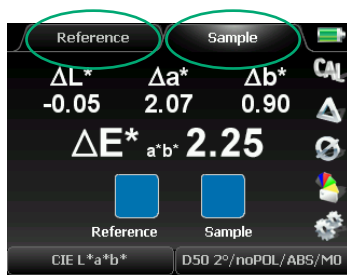 Reference Sample
CAL
ΔL* Δa* Δb*
-0.05 2.07 0.90
ΔE* a*b* 2.25
Reference Sample
CIE L*a*b* D50 2°/noPOL/ABS/M0